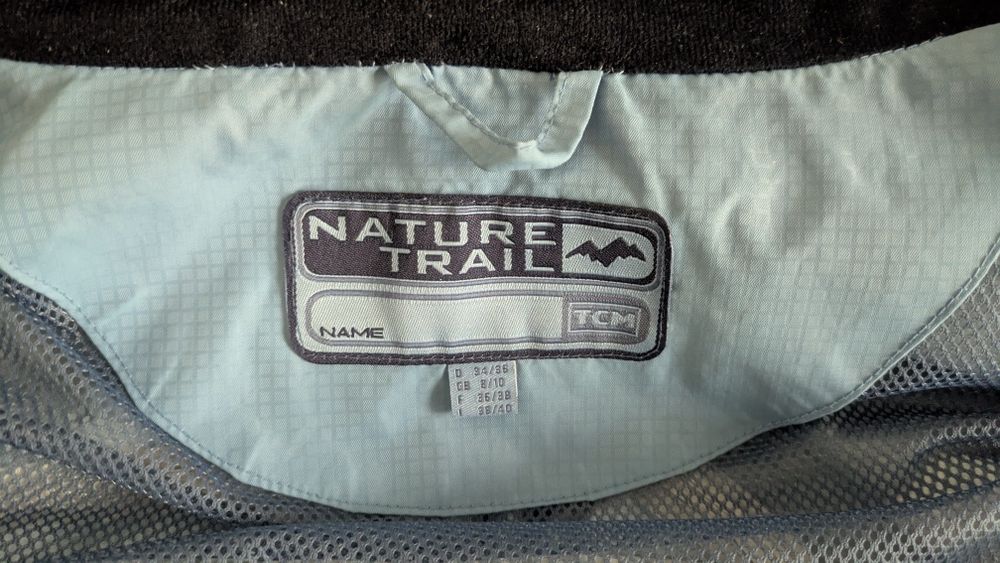 NATURE
TRAIL
NAME
TCM
D 34/36
GB 8/10
F 36/38
I 38/40